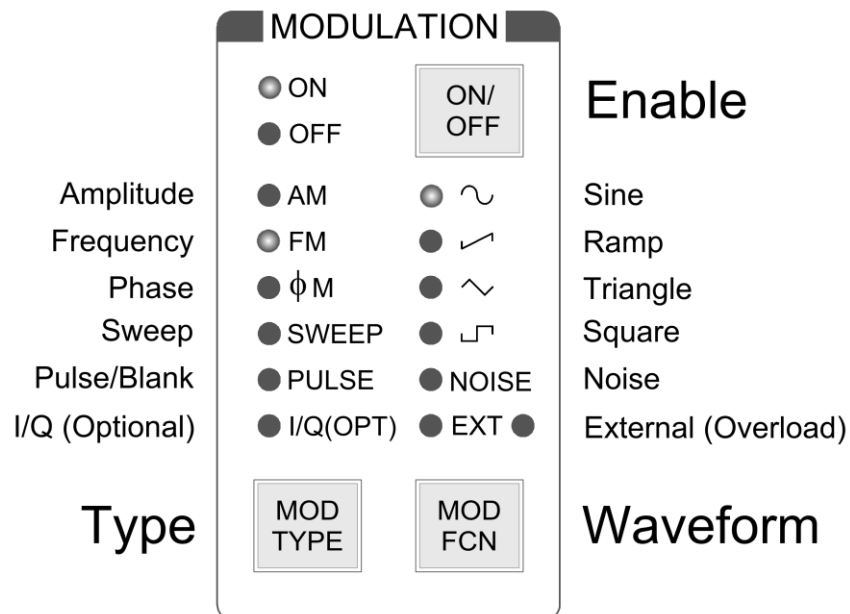 MODULATION
ON
OFF
ON/
OFF
Enable
Amplitude AM Sine
Frequency FM Ramp
Phase ϕM Triangle
Sweep SWEEP Square
Pulse/Blank PULSE NOISE Noise
I/Q (Optional) I/Q(OPT) EXT External (Overload)
Type
MOD
TYPE
MOD
FCN
Waveform